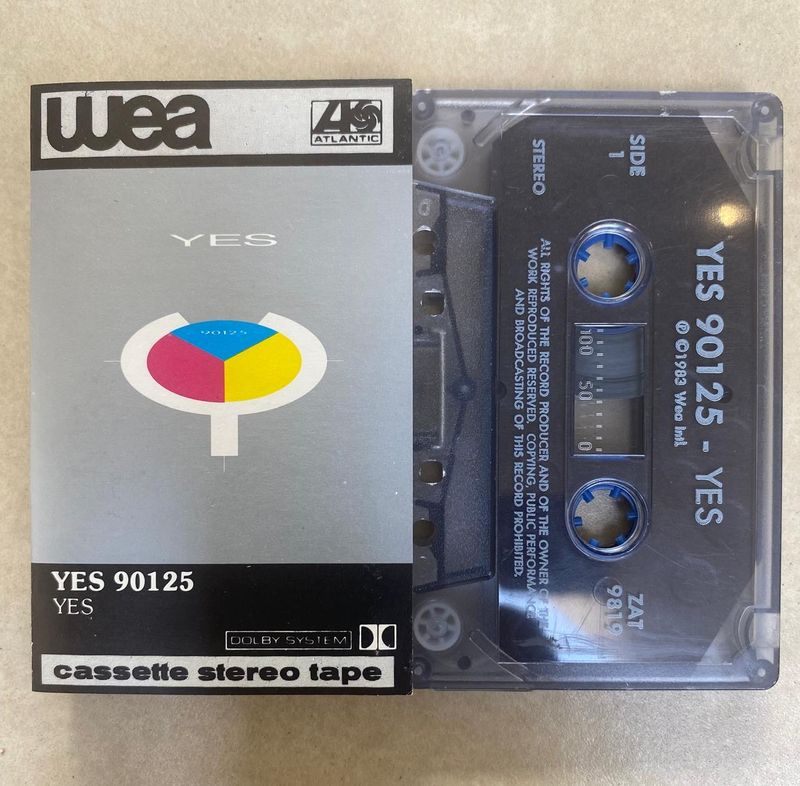 wea
ATLANTIC
YES
90125
YES 90125
YES
DOLBY SYSTEM
cassette stereo tape
SIDE
1
STEREO
YES 90125 - YES
℗ ©1983 Wea Intl.
100 50 0
ALL RIGHTS OF THE RECORD PRODUCER AND OF THE OWNER OF THE
WORK REPRODUCED RESERVED. COPYING, PUBLIC PERFORMANCE
AND BROADCASTING OF THIS RECORD PROHIBITED.
ZAT
9819